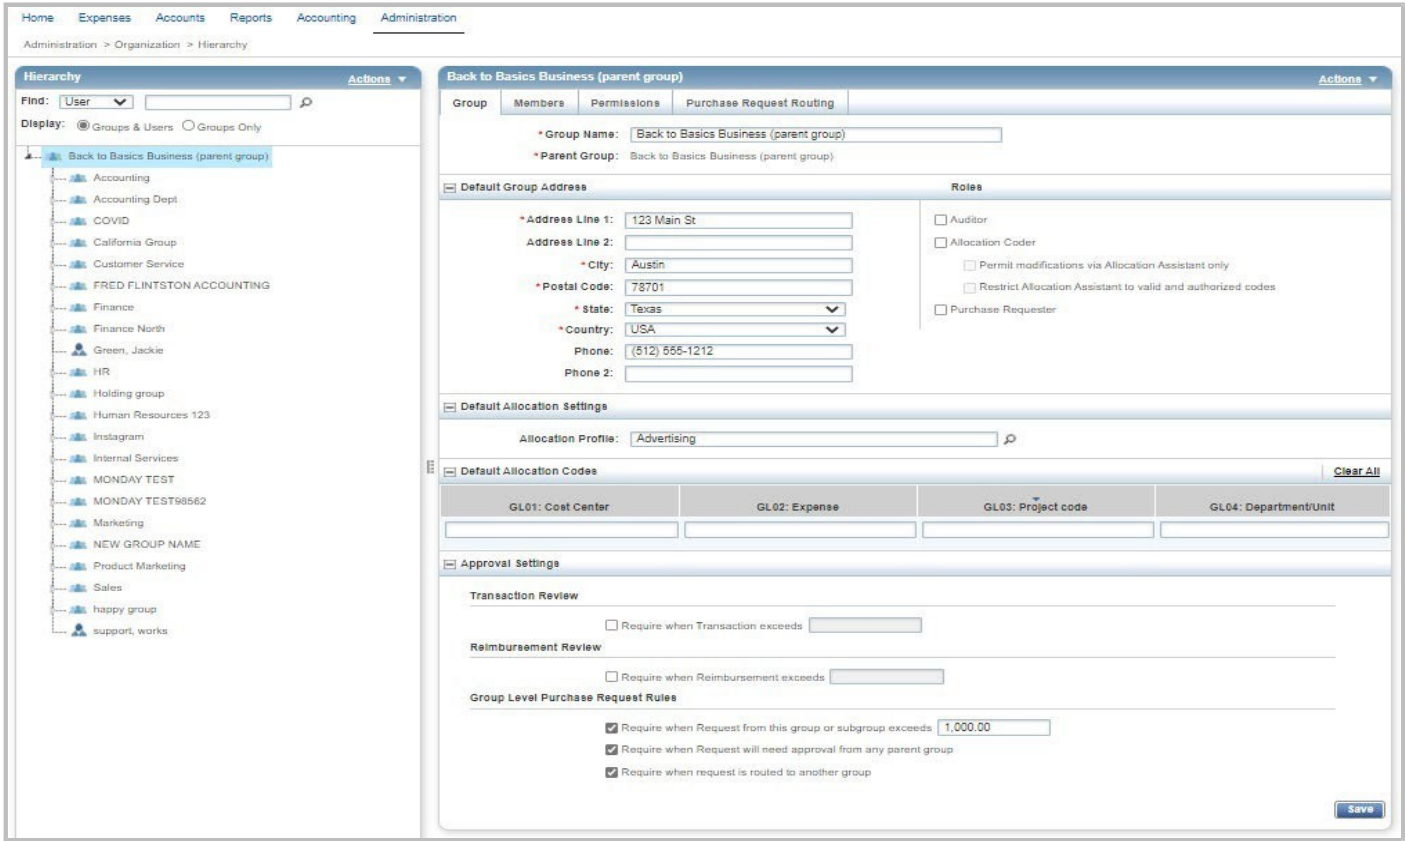 Home Expenses Accounts Reports Accounting Administration
Administration > Organization > Hierarchy
Hierarchy Actions
Find: User
Display: Groups & Users Groups Only
Back to Basics Business (parent group)
Accounting
Accounting Dept
COVID
California Group
Customer Service
FRED FLINTSTON ACCOUNTING
Finance
Finance North
Green, Jackie
HR
Holding group
Human Resources 123
Instagram
Internal Services
MONDAY TEST
MONDAY TEST98562
Marketing
NEW GROUP NAME
Product Marketing
Sales
happy group
support, works
Back to Basics Business (parent group) Actions
Group Members Permissions Purchase Request Routing
* Group Name: Back to Basics Business (parent group)
* Parent Group: Back to Basics Business (parent group)
Default Group Address Roles
* Address Line 1: 123 Main St
Address Line 2:
* City: Austin
* Postal Code: 78701
* State: Texas
* Country: USA
Phone: (512) 555-1212
Phone 2:
Auditor
Allocation Coder
Permit modifications via Allocation Assistant only
Restrict Allocation Assistant to valid and authorized codes
Purchase Requester
Default Allocation Settings
Allocation Profile: Advertising
Default Allocation Codes Clear All
GL01: Cost Center GL02: Expense GL03: Project code GL04: Department/Unit
Approval Settings
Transaction Review
Require when Transaction exceeds
Reimbursement Review
Require when Reimbursement exceeds
Group Level Purchase Request Rules
Require when Request from this group or subgroup exceeds 1,000.00
Require when Request will need approval from any parent group
Require when request is routed to another group
Save